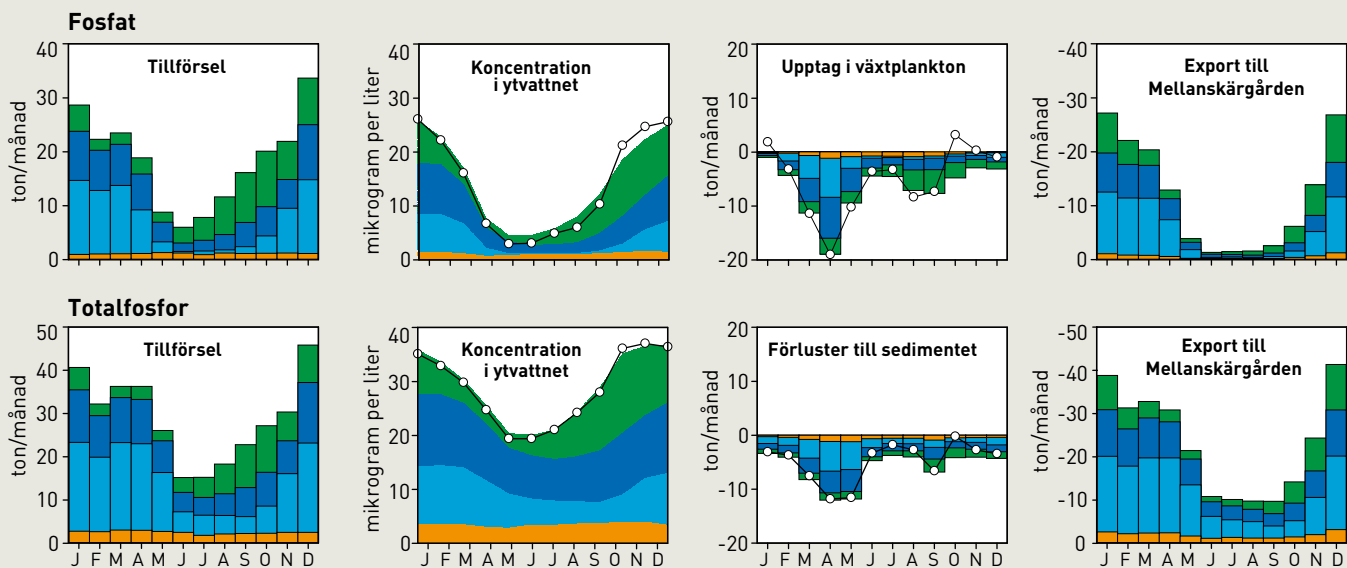 Fosfat
ton/månad
40
30
20
10
0
Tillförsel
mikrogram per liter
40
30
20
10
0
Koncentration
i ytvattnet
ton/månad
20
10
0
-10
-20
Upptag i växtplankton
ton/månad
-40
-30
-20
-10
0
Export till
Mellanskärgården
Totalfosfor
ton/månad
50
40
30
20
10
0
Tillförsel
J F M A M J J A S O N D
mikrogram per liter
40
30
20
10
0
Koncentration
i ytvattnet
J F M A M J J A S O N D
ton/månad
20
10
0
-10
-20
Förluster till sedimentet
J F M A M J J A S O N D
ton/månad
-50
-40
-30
-20
-10
0
Export till
Mellanskärgården
J F M A M J J A S O N D